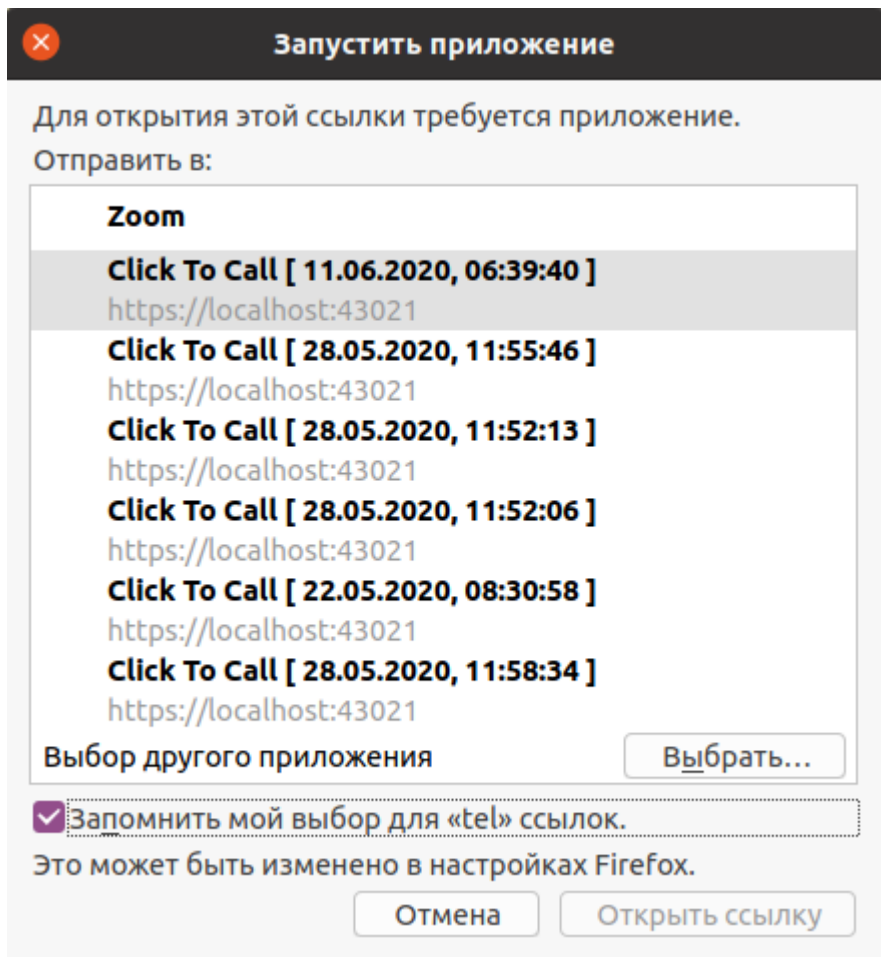 Запустить приложение
Для открытия этой ссылки требуется приложение.
Отправить в:
Zoom
Click To Call [ 11.06.2020, 06:39:40 ]
https://localhost:43021
Click To Call [ 28.05.2020, 11:55:46 ]
https://localhost:43021
Click To Call [ 28.05.2020, 11:52:13 ]
https://localhost:43021
Click To Call [ 28.05.2020, 11:52:06 ]
https://localhost:43021
Click To Call [ 22.05.2020, 08:30:58 ]
https://localhost:43021
Click To Call [ 28.05.2020, 11:58:34 ]
https://localhost:43021
Выбор другого приложения Выбрать...
Запомнить мой выбор для «tel» ссылок.
Это может быть изменено в настройках Firefox.
Отмена Открыть ссылку